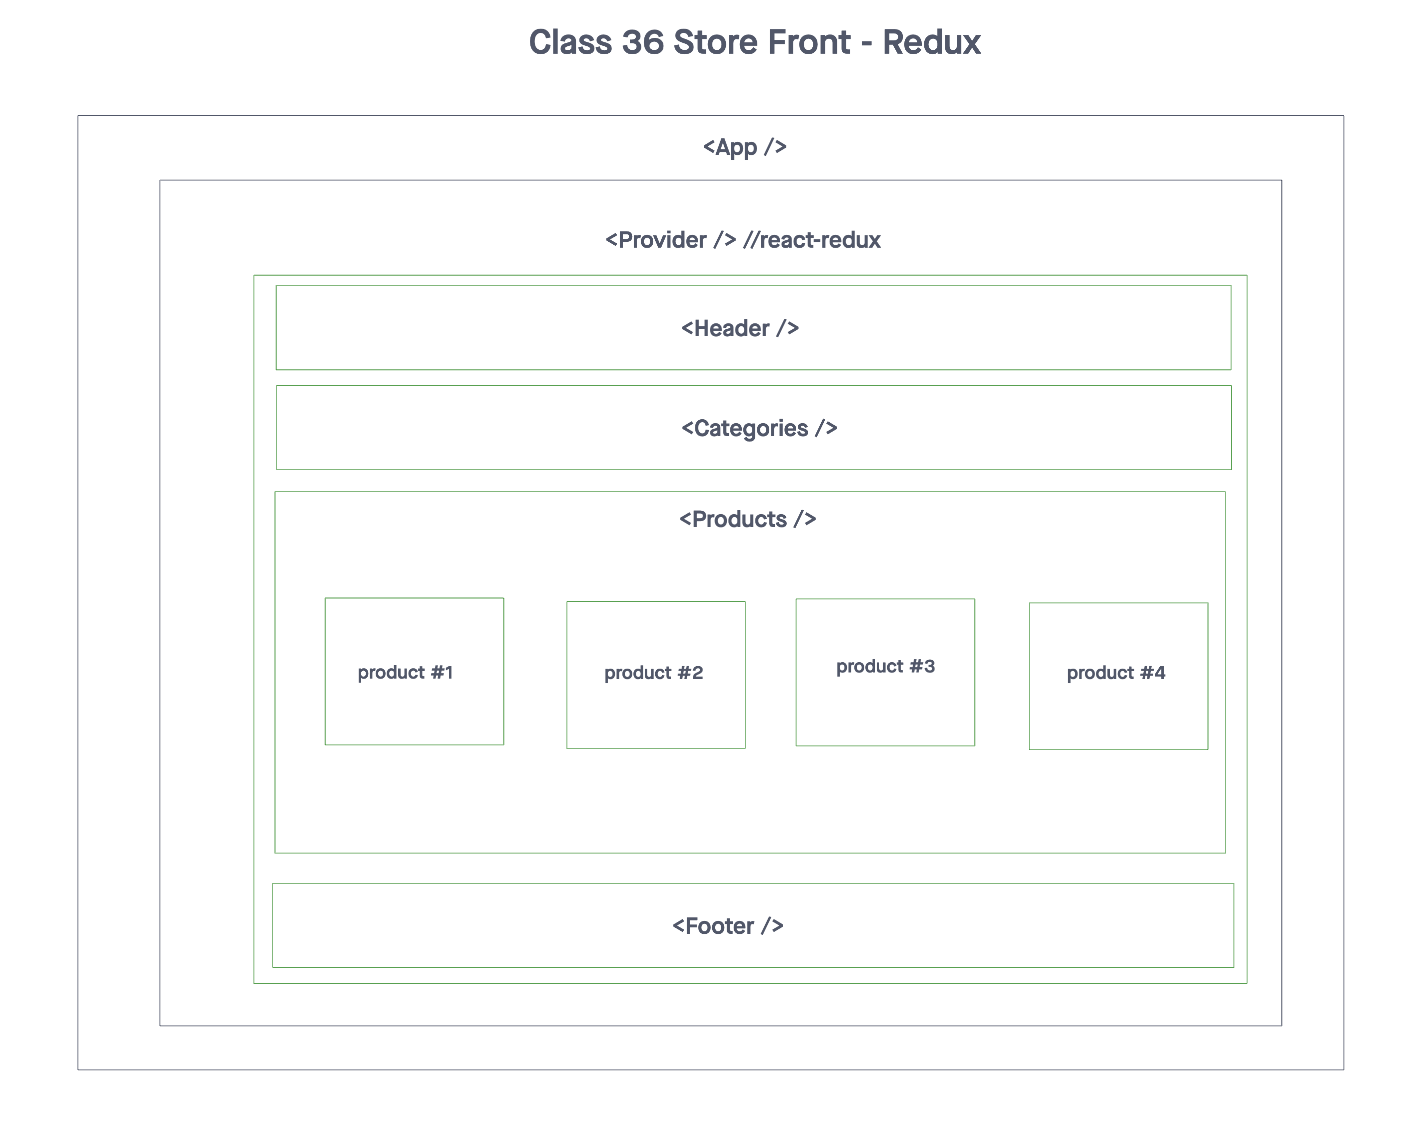 Class 36 Store Front - Redux
<App />
<Provider /> //react-redux
<Header />
<Categories />
<Products />
product #1
product #2
product #3
product #4
<Footer />